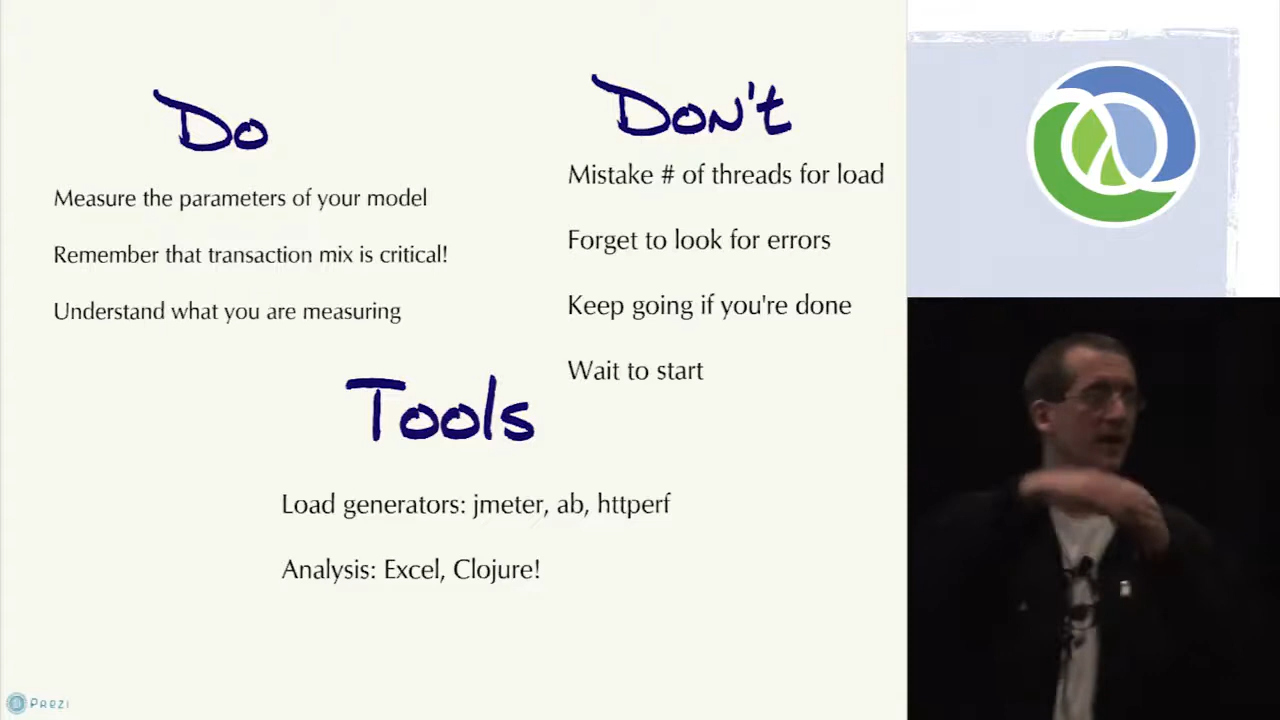 Do
Measure the parameters of your model
Remember that transaction mix is critical!
Understand what you are measuring
Don't
Mistake # of threads for load
Forget to look for errors
Keep going if you're done
Wait to start
Tools
Load generators: jmeter, ab, httperf
Analysis: Excel, Clojure!
Prezi